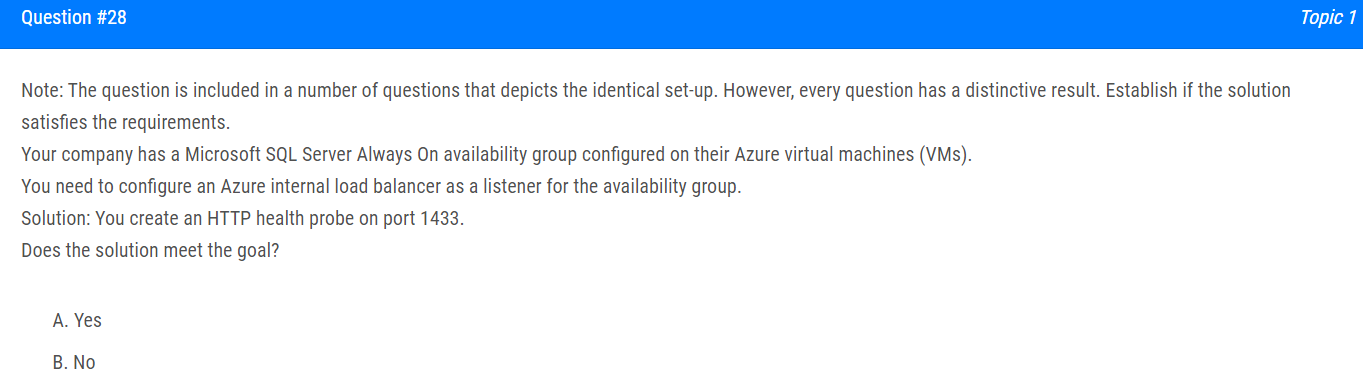 Question #28
Topic 1
Note: The question is included in a number of questions that depicts the identical set-up. However, every question has a distinctive result. Establish if the solution
satisfies the requirements.
Your company has a Microsoft SQL Server Always On availability group configured on their Azure virtual machines (VMs).
You need to configure an Azure internal load balancer as a listener for the availability group.
Solution: You create an HTTP health probe on port 1433.
Does the solution meet the goal?
A. Yes
B. No